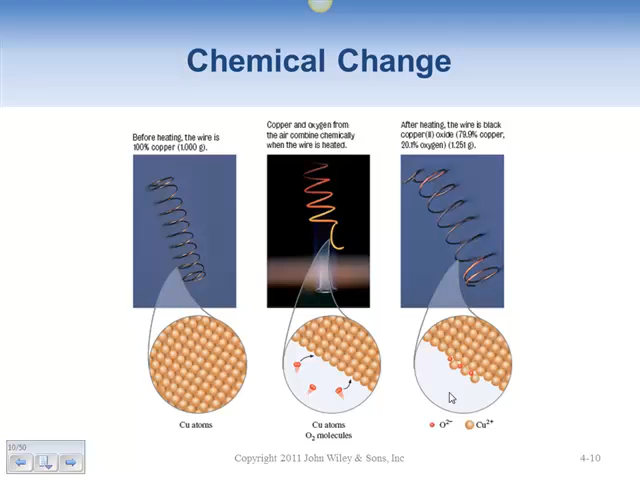 Chemical Change
Before heating, the wire is
100% copper (1.000 g).
Copper and oxygen from
the air combine chemically
when the wire is heated.
After heating, the wire is black
copper(II) oxide (79.9% copper,
20.1% oxygen) (1.251 g).
Cu atoms
Cu atoms
O₂ molecules
O²⁻ Cu²⁺
10/50
Copyright 2011 John Wiley & Sons, Inc
4-10